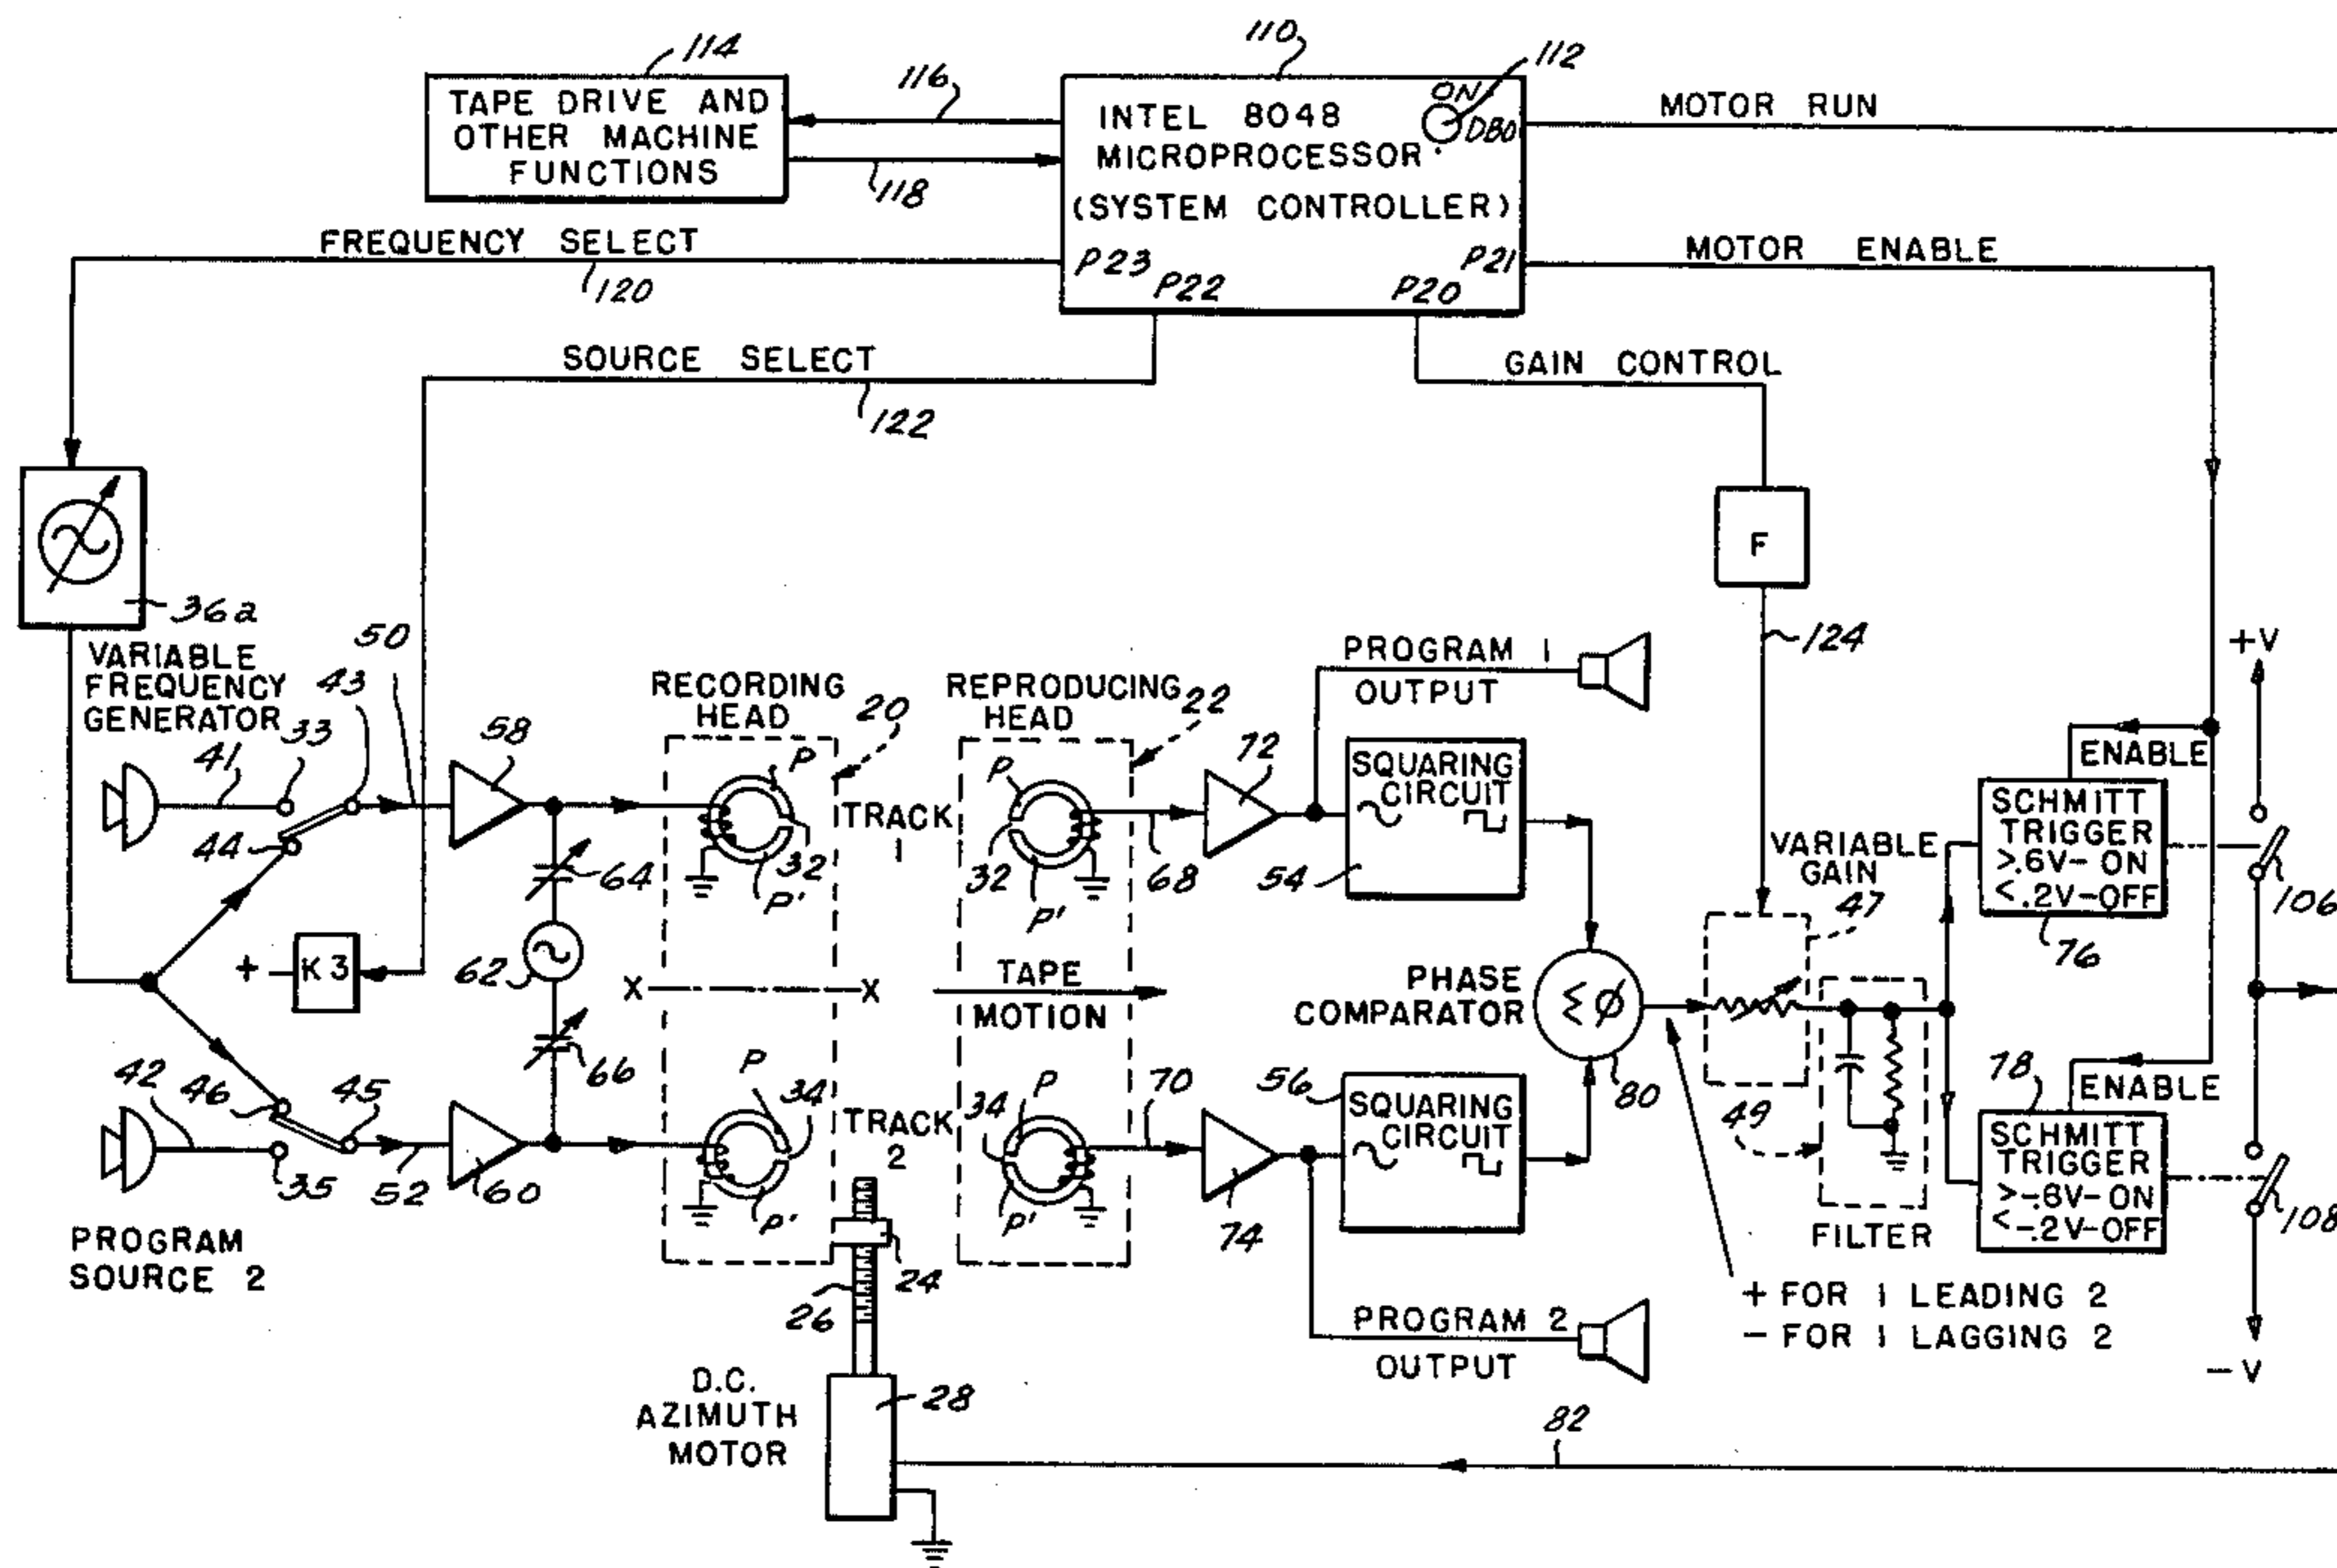 114
110
112
116
TAPE DRIVE AND
OTHER MACHINE
FUNCTIONS
118
INTEL 8048
MICROPROCESSOR
(SYSTEM CONTROLLER)
ON
DB0
P23
P22
P20
P21
MOTOR RUN
MOTOR ENABLE
FREQUENCY SELECT
120
SOURCE SELECT
122
GAIN CONTROL
F
124
36a
VARIABLE
FREQUENCY
GENERATOR
41
33
43
50
44
58
64
+
K3
62
66
42
46
45
35
52
60
PROGRAM
SOURCE 2
RECORDING
HEAD
20
P
32
P'
TRACK
1
X
X
P
34
P'
TRACK
2
24
26
D.C.
AZIMUTH
MOTOR
28
REPRODUCING
HEAD
22
P
32
P'
68
TAPE
MOTION
34
P
P'
70
72
PROGRAM 1
OUTPUT
SQUARING
CIRCUIT
54
PHASE
COMPARATOR
Σφ
80
56
SQUARING
CIRCUIT
74
PROGRAM 2
OUTPUT
82
VARIABLE
GAIN
47
49
FILTER
+ FOR 1 LEADING 2
- FOR 1 LAGGING 2
ENABLE
SCHMITT
TRIGGER
>.6V-ON
<.2V-OFF
76
78
ENABLE
SCHMITT
TRIGGER
>-.6V-ON
<-.2V-OFF
+V
106
108
-V